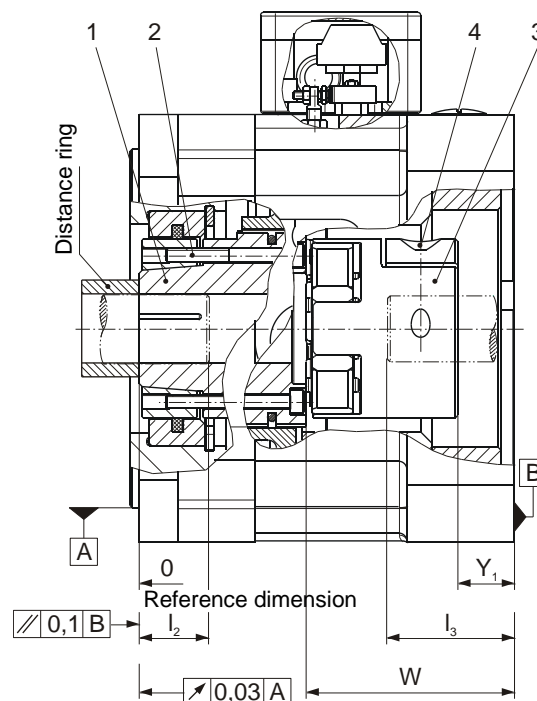 1 2 4 3
Distance ring
B
A
0
Y₁
Reference dimension
// 0,1 B
l₂
l₃
W
↗ 0,03 A